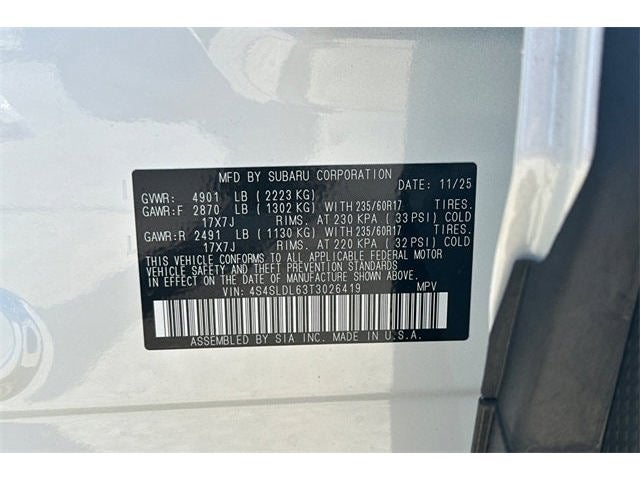 MFD BY SUBARU CORPORATION
DATE: 11/25
GVWR: 4901 LB (2223 KG)
GAWR:F 2870 LB (1302 KG) WITH 235/60R17 TIRES.
17X7J RIMS. AT 230 KPA (33 PSI) COLD
GAWR:R 2491 LB (1130 KG) WITH 235/60R17 TIRES.
17X7J RIMS. AT 220 KPA (32 PSI) COLD
THIS VEHICLE CONFORMS TO ALL APPLICABLE FEDERAL MOTOR
VEHICLE SAFETY AND THEFT PREVENTION STANDARDS
IN EFFECT ON THE DATE OF MANUFACTURE SHOWN ABOVE.
VIN: 4S4SLDL63T3026419 MPV
ASSEMBLED BY SIA INC. MADE IN U.S.A.